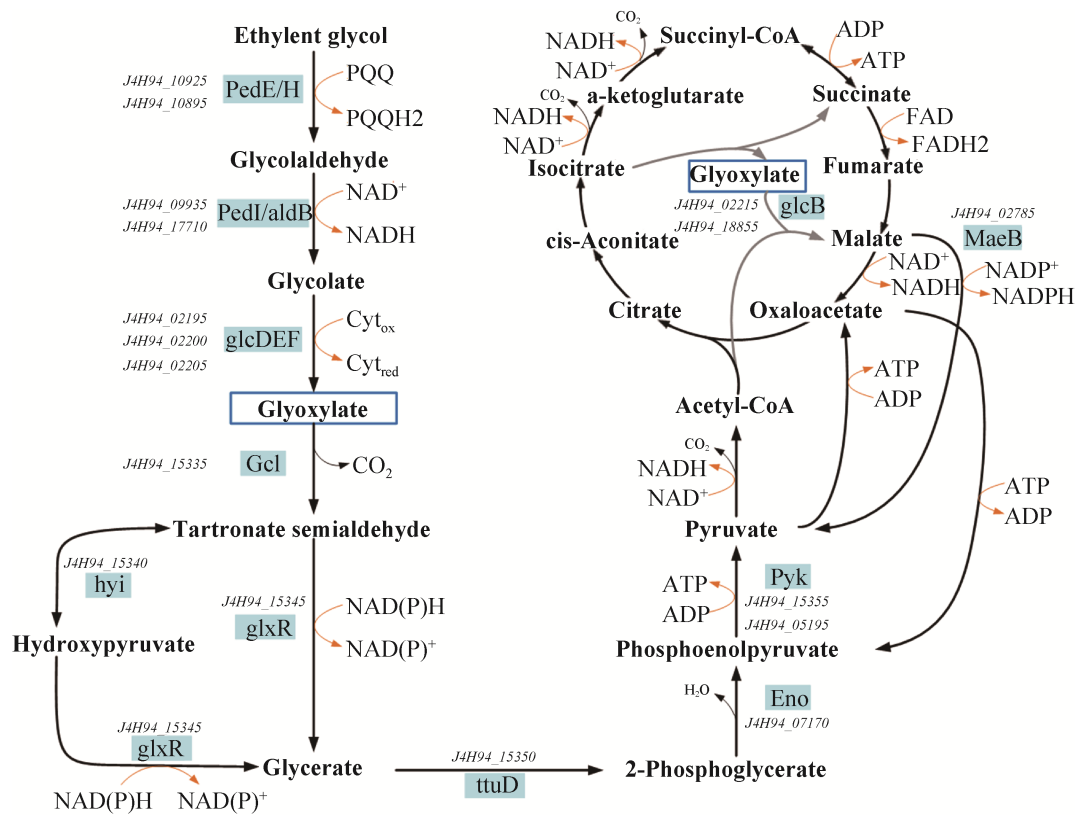 Ethylent glycol
J4H94_10925
J4H94_10895
PedE/H
PQQ
PQQH2
Glycolaldehyde
J4H94_09935
J4H94_17710
PedI/aldB
NAD+
NADH
Glycolate
J4H94_02195
J4H94_02200
J4H94_02205
glcDEF
Cytox
Cytred
Glyoxylate
J4H94_15335
Gcl
CO2
Tartronate semialdehyde
J4H94_15340
hyi
J4H94_15345
glxR
NAD(P)H
NAD(P)+
Hydroxypyruvate
J4H94_15345
glxR
NAD(P)H
NAD(P)+
Glycerate
J4H94_15350
ttuD
2-Phosphoglycerate
H2O
Eno
J4H94_07170
Phosphoenolpyruvate
ATP
ADP
Pyk
J4H94_15355
J4H94_05195
Pyruvate
CO2
NADH
NAD+
Acetyl-CoA
ATP
ADP
ATP
ADP
Citrate
cis-Aconitate
Isocitrate
CO2
NADH
NAD+
a-ketoglutarate
CO2
NADH
NAD+
Succinyl-CoA
ADP
ATP
Succinate
FAD
FADH2
Fumarate
Glyoxylate
J4H94_02215
J4H94_18855
glcB
Malate
J4H94_02785
MaeB
NAD+
NADH
NADP+
NADPH
Oxaloacetate